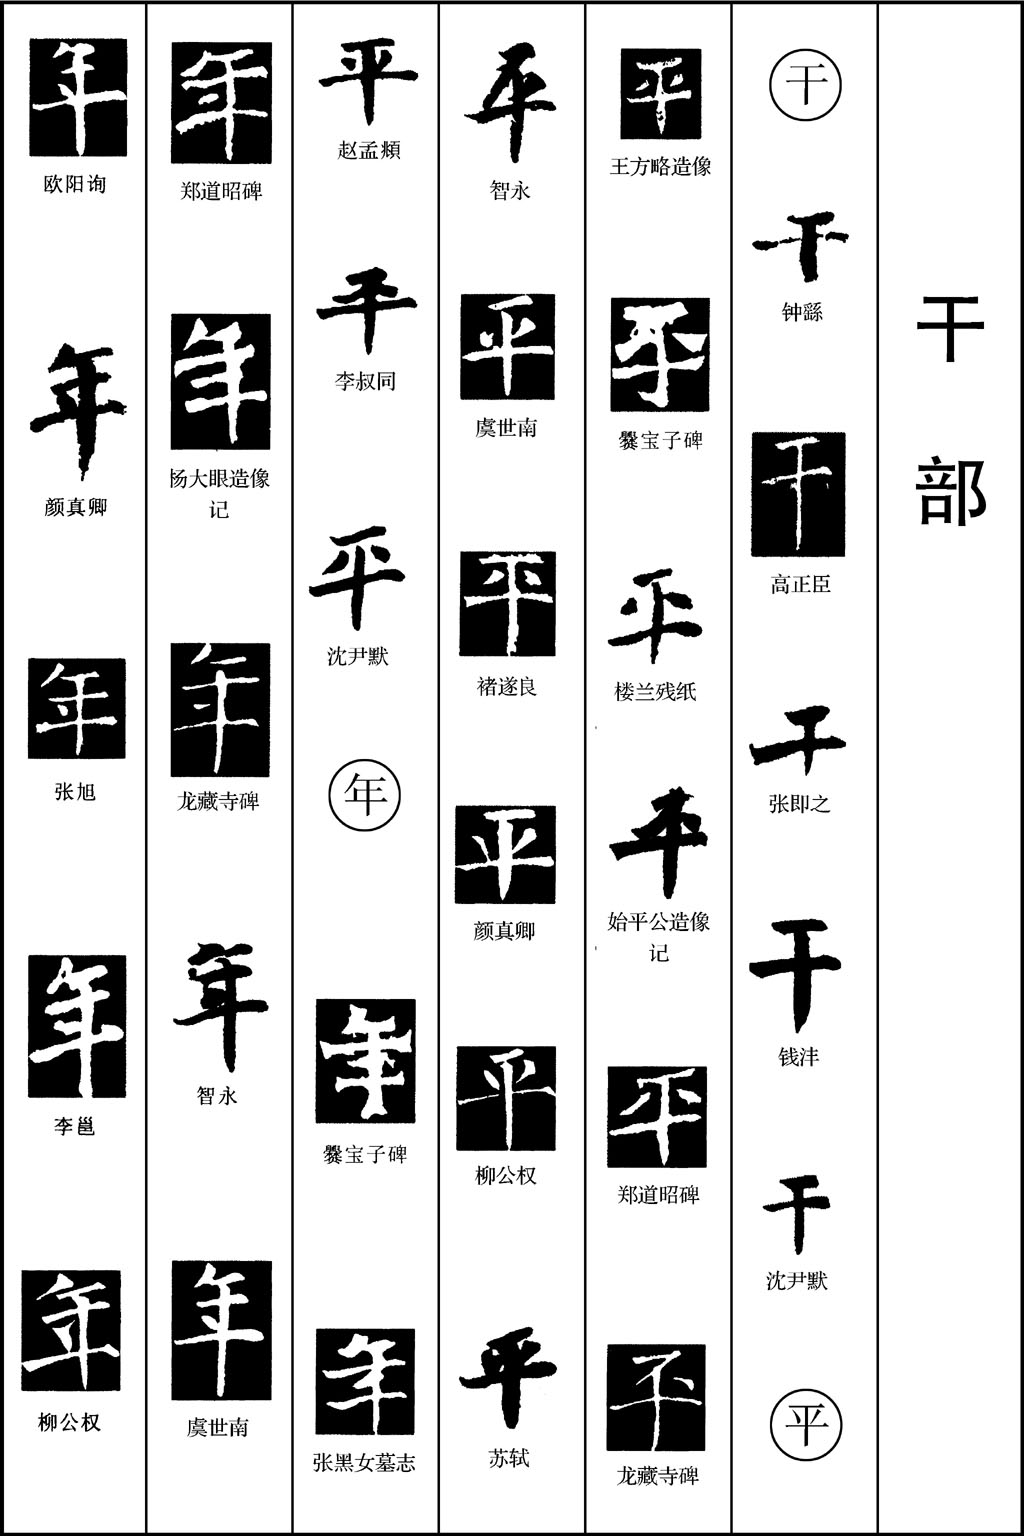 干部
干
干
钟繇
干
高正臣
干
张即之
干
钱沣
干
沈尹默
平
平
王方略造像
平
爨宝子碑
平
楼兰残纸
平
始平公造像
记
平
郑道昭碑
平
龙藏寺碑
平
智永
平
虞世南
平
褚遂良
平
颜真卿
平
柳公权
平
苏轼
平
赵孟頫
平
李叔同
平
沈尹默
年
年
爨宝子碑
年
张黑女墓志
年
郑道昭碑
年
杨大眼造像
记
年
龙藏寺碑
年
智永
年
虞世南
年
欧阳询
年
颜真卿
年
张旭
年
李邕
年
柳公权